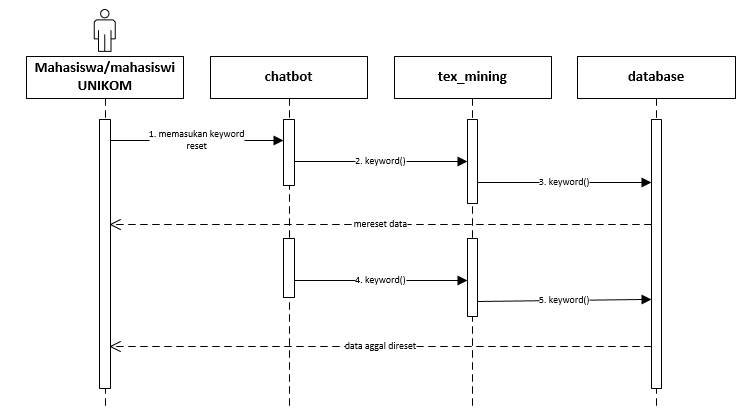 Mahasiswa/mahasiswi
UNIKOM
chatbot
tex_mining
database
1. memasukan keyword
reset
2. keyword()
3. keyword()
mereset data
4. keyword()
5. keyword()
data aggal direset